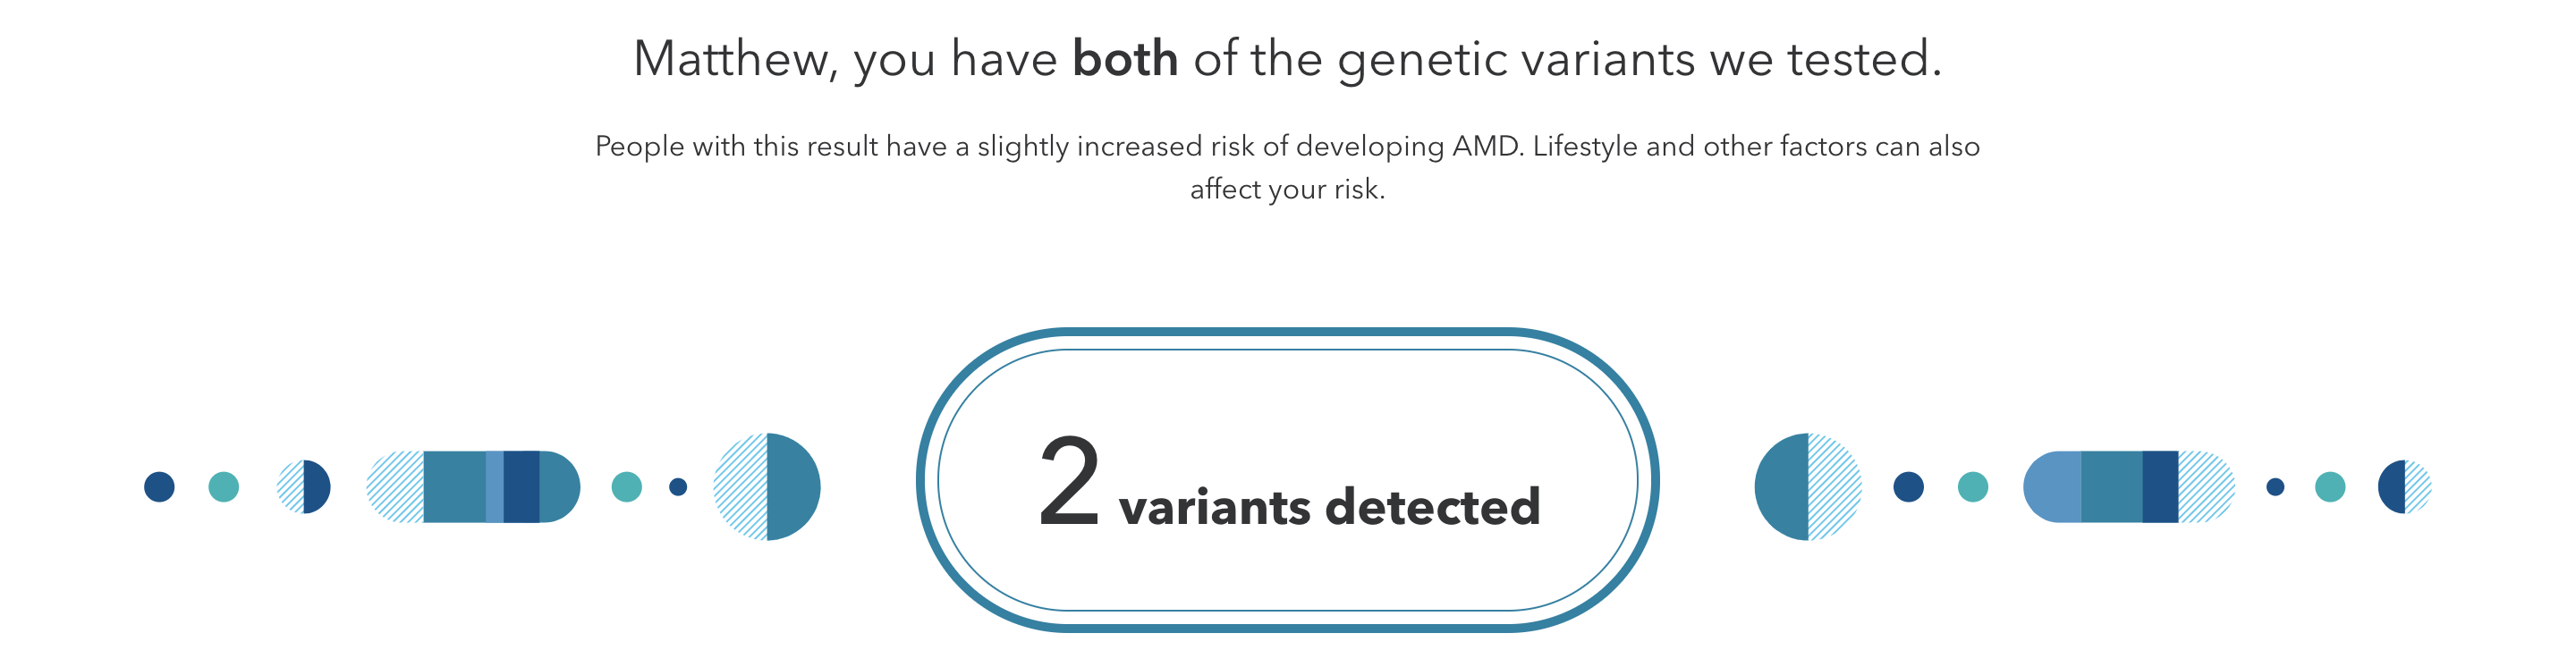 Matthew, you have both of the genetic variants we tested.
People with this result have a slightly increased risk of developing AMD. Lifestyle and other factors can also
affect your risk.
2 variants detected